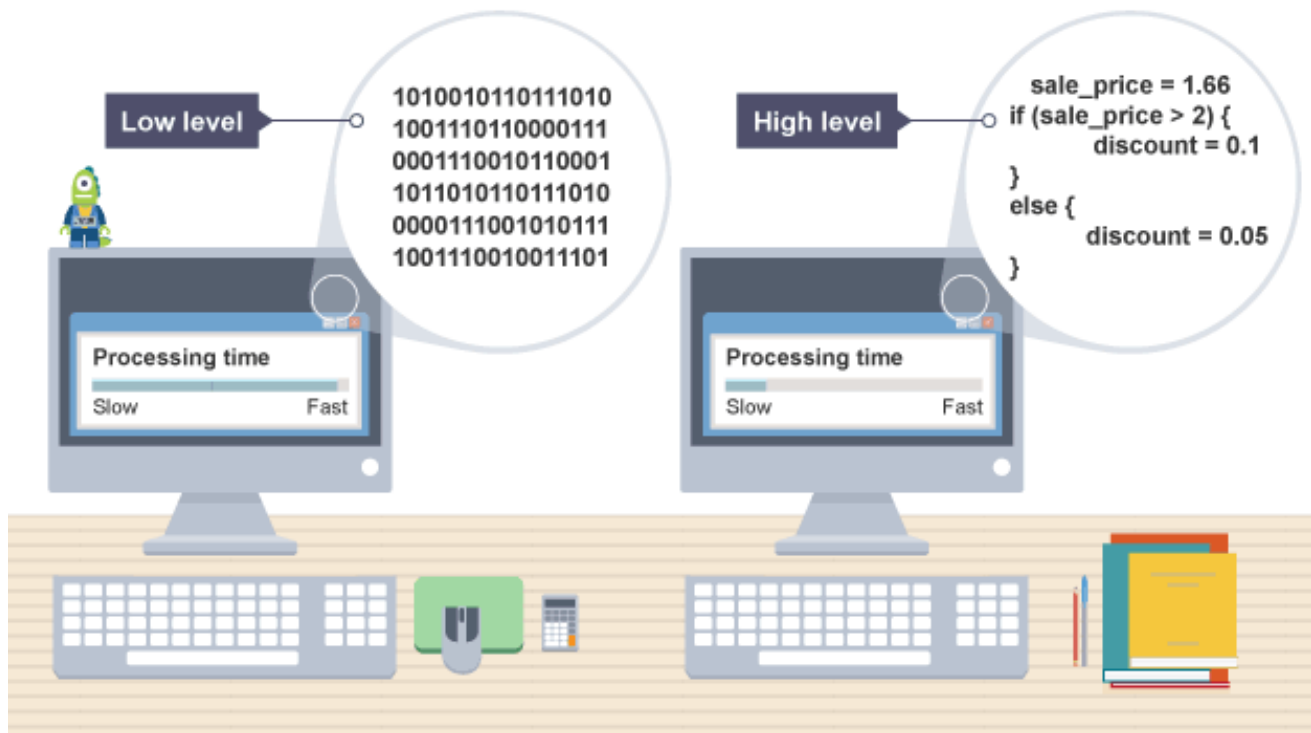 Low level
1010010110111010
1001110110000111
0001110010110001
1011010110111010
0000111001010111
1001110010011101
Processing time
Slow
Fast
High level
sale_price = 1.66
if (sale_price > 2) {
discount = 0.1
}
else {
discount = 0.05
}
Processing time
Slow
Fast